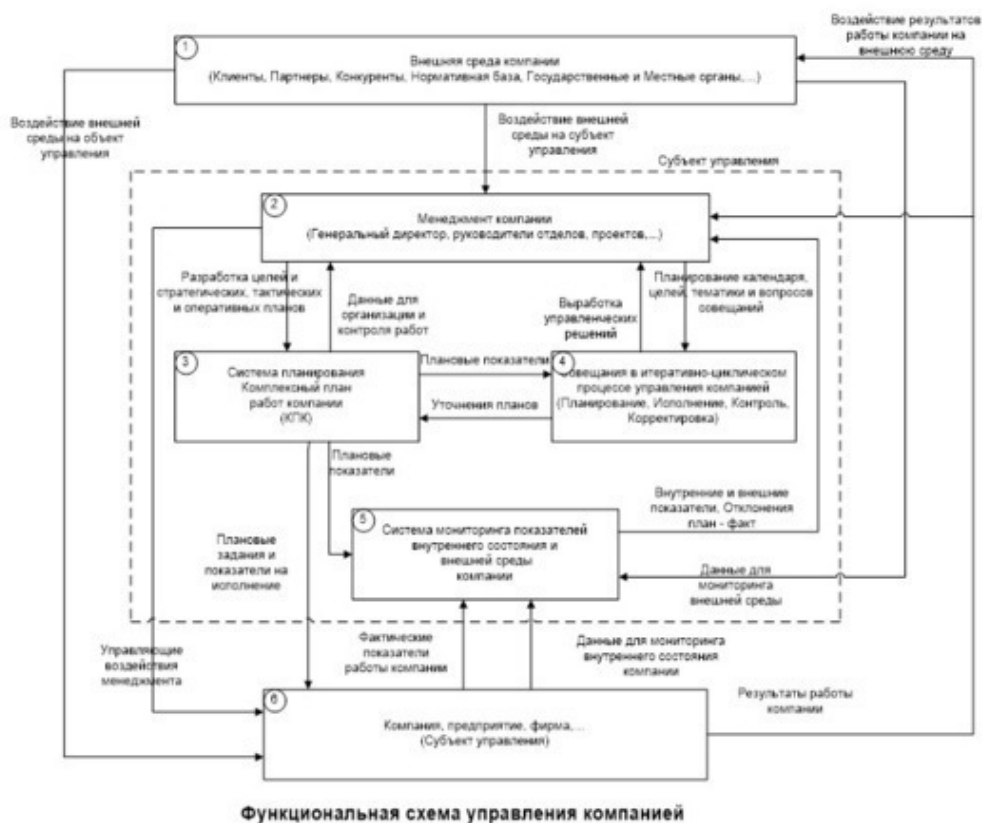 Воздействие результатов
работы компании на
внешнюю среду
1
Внешняя среда компании
(Клиенты, Партнеры, Конкуренты, Нормативная база, Государственные и Местные органы,...)
Воздействие внешней
среды на объект
управления
Воздействие внешней
среды на субъект
управления
Субъект управления
2
Менеджмент компании
(Генеральный директор, руководители отделов, проектов,...)
Разработка целей и
стратегических, тактических
и оперативных планов
Данные для
организации и
контроля работ
Выработка
управленческих
решений
Планирование календаря,
целей, тематики и вопросов
совещаний
3
Система планирования
Комплексный план
работ компании
(КПК)
Плановые показатели
Уточнения планов
4
Совещания в итеративно-циклическом
процессе управления компанией
(Планирование, Исполнение, Контроль,
Корректировка)
Плановые
показатели
Внутренние и внешние
показатели, Отклонения
план - факт
5
Система мониторинга показателей
внутреннего состояния и
внешней среды
компании
Плановые
задания и
показатели на
исполнение
Данные для
мониторинга
внешней среды
Управляющие
воздействия
менеджмента
Фактические
показатели
работы компании
Данные для мониторинга
внутреннего состояния
компании
Результаты работы
компании
6
Компания, предприятие, фирма,...
(Субъект управления)
Функциональная схема управления компанией